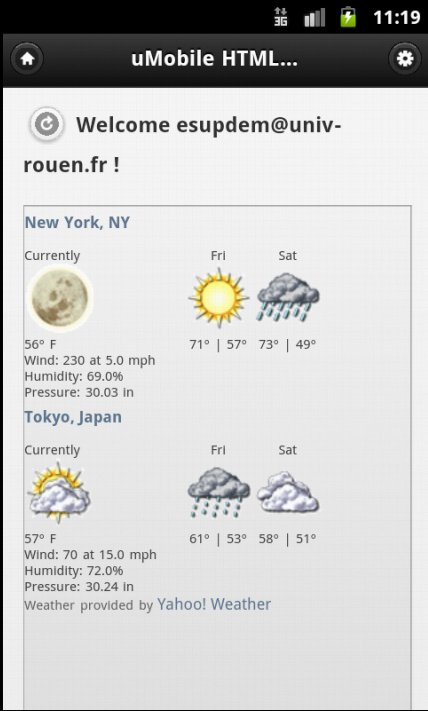 3G 11:19
uMobile HTML...
Welcome esupdem@univ-
rouen.fr !
New York, NY
Currently Fri Sat
56° F 71° | 57° 73° | 49°
Wind: 230 at 5.0 mph
Humidity: 69.0%
Pressure: 30.03 in
Tokyo, Japan
Currently Fri Sat
57° F 61° | 53° 58° | 51°
Wind: 70 at 15.0 mph
Humidity: 72.0%
Pressure: 30.24 in
Weather provided by Yahoo! Weather